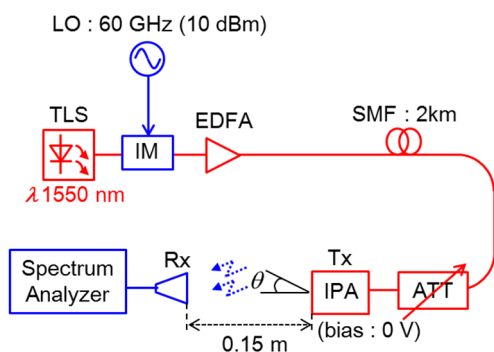 LO : 60 GHz (10 dBm)
TLS
EDFA
SMF : 2km
IM
λ1550 nm
Rx
Tx
Spectrum
Analyzer
θ
IPA
ATT
(bias : 0 V)
0.15 m